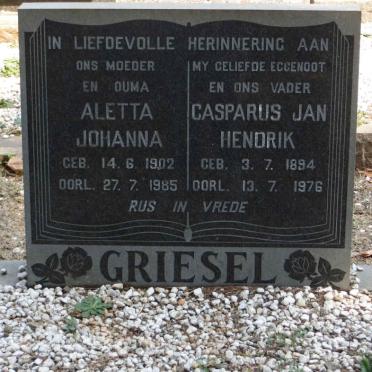 IN LIEFDEVOLLE HERINNERING AAN
ONS MOEDER
EN OUMA
ALETTA
JOHANNA
GEB. 14. 6. 1902
OORL. 27. 7. 1985
MY GELIEFDE EGGENOOT
EN ONS VADER
CASPARUS JAN
HENDRIK
GEB. 3. 7. 1894
OORL. 13. 7. 1976
RUS IN VREDE
GRIESEL